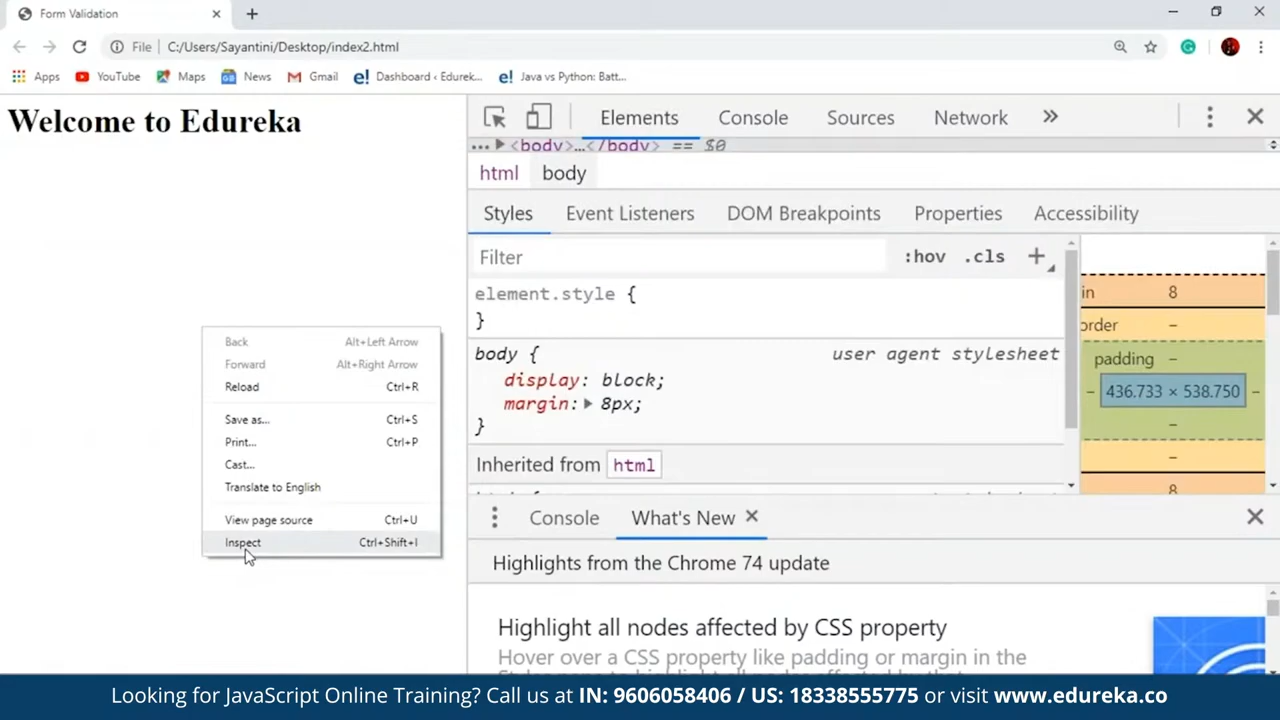 Form Validation
File C:/Users/Sayantini/Desktop/index2.html
Apps YouTube Maps News Gmail Dashboard ‹ Edurek... Java vs Python: Batt...
Welcome to Edureka
Back Alt+Left Arrow
Forward Alt+Right Arrow
Reload Ctrl+R
Save as... Ctrl+S
Print... Ctrl+P
Cast...
Translate to English
View page source Ctrl+U
Inspect Ctrl+Shift+I
Elements Console Sources Network »
...▶<body>…</body> == $0
html body
Styles Event Listeners DOM Breakpoints Properties Accessibility
Filter :hov .cls +
element.style {
}
body { user agent stylesheet
display: block;
margin:▶ 8px;
}
Inherited from html
in 8
order –
padding –
– 436.733 × 538.750 –
–
–
8
Console What's New
Highlights from the Chrome 74 update
Highlight all nodes affected by CSS property
Hover over a CSS property like padding or margin in the
Looking for JavaScript Online Training? Call us at IN: 9606058406 / US: 18338555775 or visit www.edureka.co